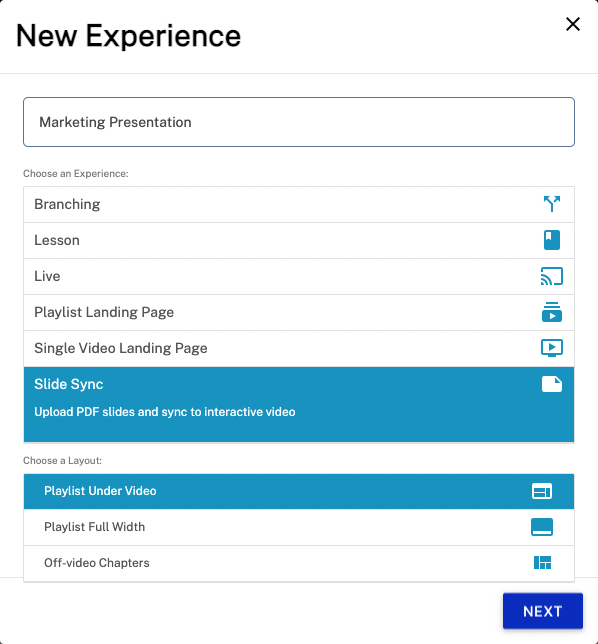 New Experience
Marketing Presentation
Choose an Experience:
Branching
Lesson
Live
Playlist Landing Page
Single Video Landing Page
Slide Sync
Upload PDF slides and sync to interactive video
Choose a Layout:
Playlist Under Video
Playlist Full Width
Off-video Chapters
NEXT